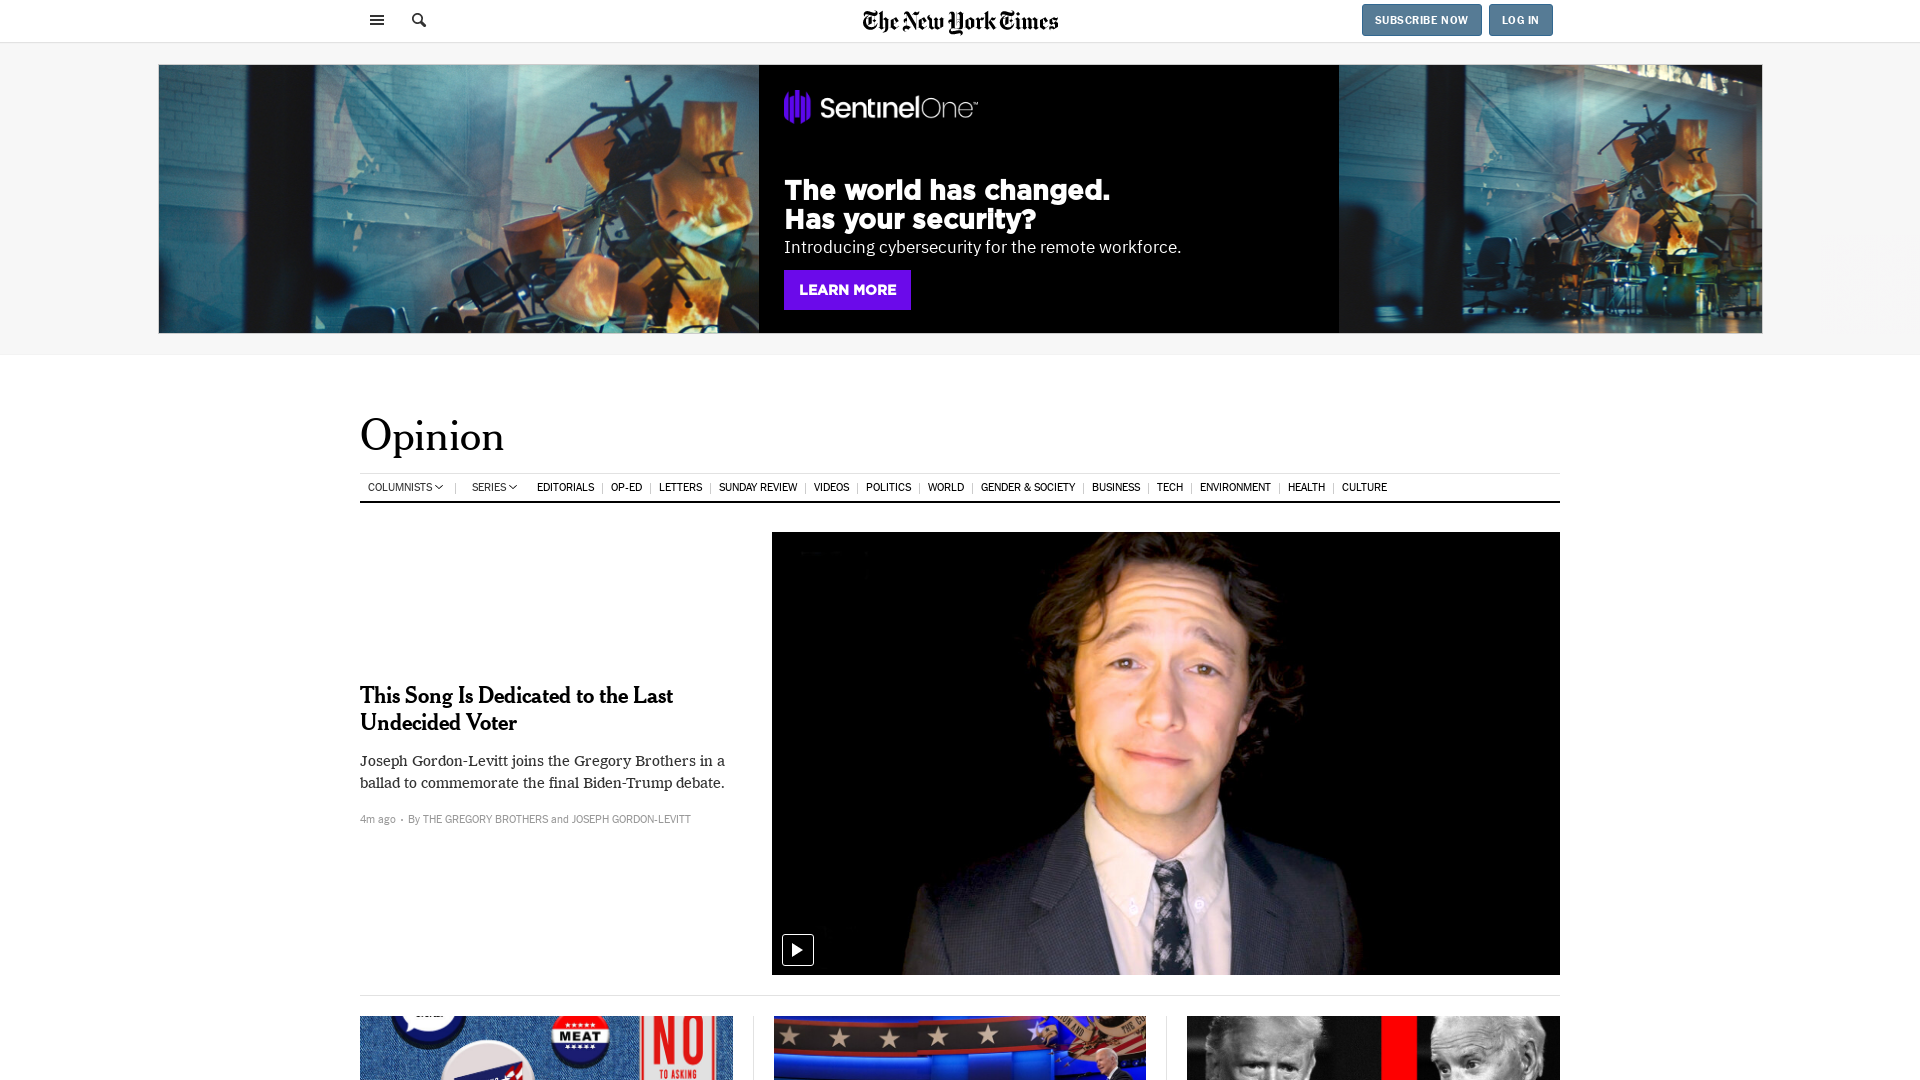 The New York Times
SUBSCRIBE NOW
LOG IN
SentinelOne™
The world has changed.
Has your security?
Introducing cybersecurity for the remote workforce.
LEARN MORE
Opinion
COLUMNISTS
SERIES
EDITORIALS
OP-ED
LETTERS
SUNDAY REVIEW
VIDEOS
POLITICS
WORLD
GENDER & SOCIETY
BUSINESS
TECH
ENVIRONMENT
HEALTH
CULTURE
This Song Is Dedicated to the Last
Undecided Voter
Joseph Gordon-Levitt joins the Gregory Brothers in a
ballad to commemorate the final Biden-Trump debate.
4m ago · By THE GREGORY BROTHERS and JOSEPH GORDON-LEVITT
MEAT
NO
TO ASKING